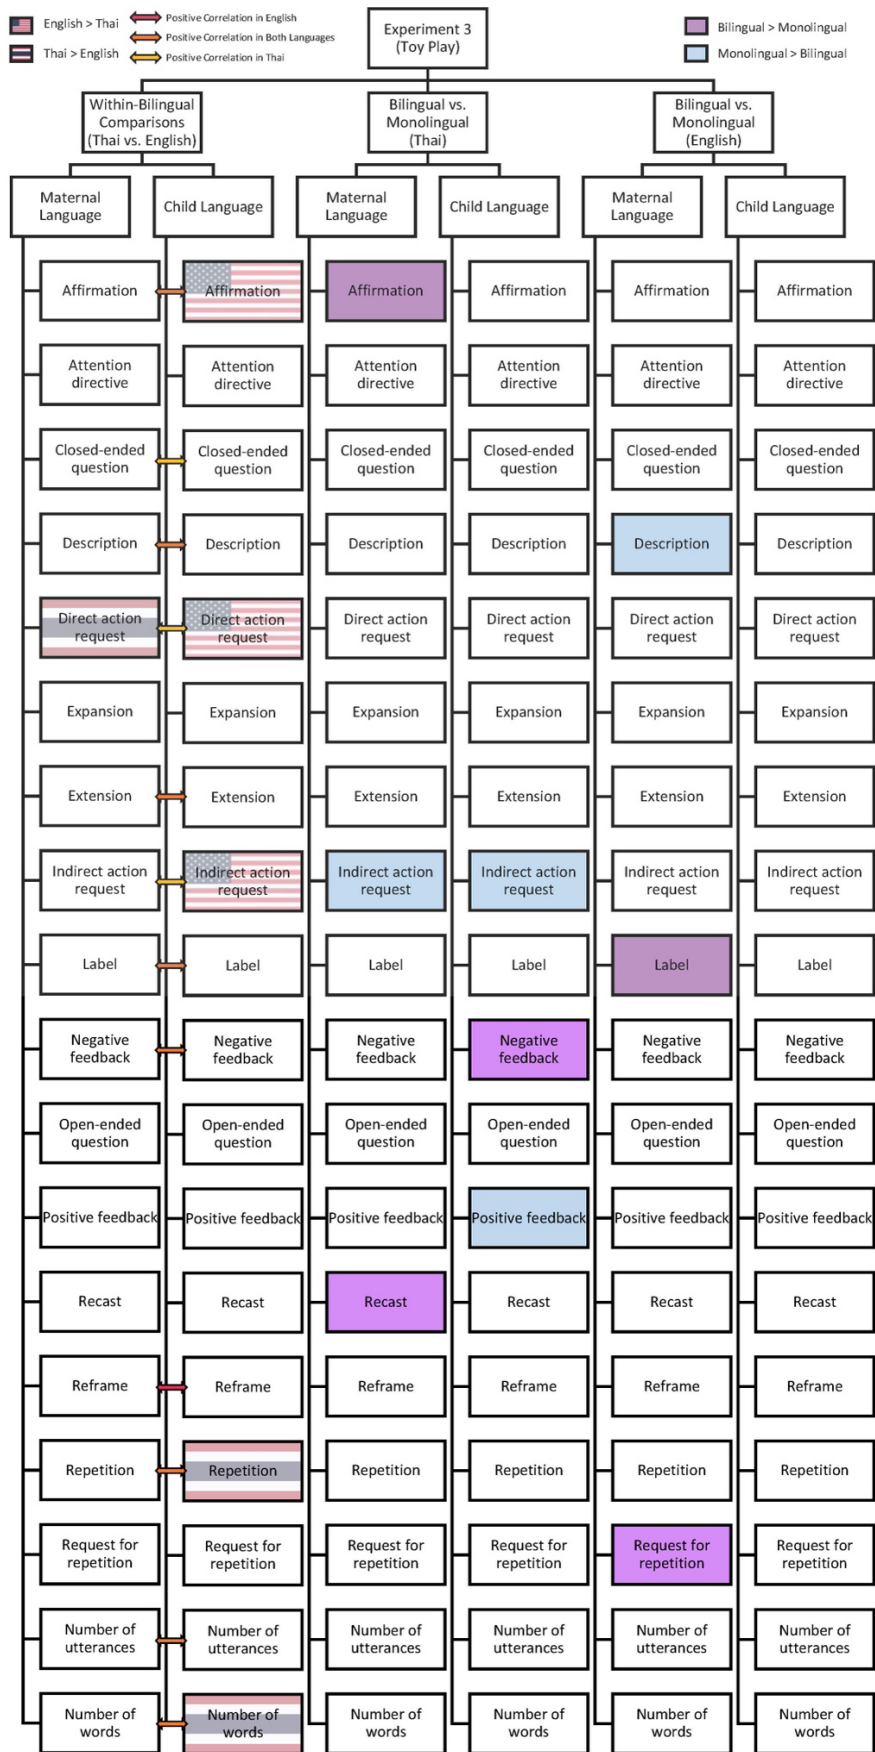 English > Thai
Thai > English
Positive Correlation in English
Positive Correlation in Both Languages
Positive Correlation in Thai
Experiment 3
(Toy Play)
Bilingual > Monolingual
Monolingual > Bilingual
Within-Bilingual
Comparisons
(Thai vs. English)
Bilingual vs.
Monolingual
(Thai)
Bilingual vs.
Monolingual
(English)
Maternal
Language
Child Language
Maternal
Language
Child Language
Maternal
Language
Child Language
Affirmation
Affirmation
Affirmation
Affirmation
Affirmation
Affirmation
Attention
directive
Attention
directive
Attention
directive
Attention
directive
Attention
directive
Attention
directive
Closed-ended
question
Closed-ended
question
Closed-ended
question
Closed-ended
question
Closed-ended
question
Closed-ended
question
Description
Description
Description
Description
Description
Description
Direct action
request
Direct action
request
Direct action
request
Direct action
request
Direct action
request
Direct action
request
Expansion
Expansion
Expansion
Expansion
Expansion
Expansion
Extension
Extension
Extension
Extension
Extension
Extension
Indirect action
request
Indirect action
request
Indirect action
request
Indirect action
request
Indirect action
request
Indirect action
request
Label
Label
Label
Label
Label
Label
Negative
feedback
Negative
feedback
Negative
feedback
Negative
feedback
Negative
feedback
Negative
feedback
Open-ended
question
Open-ended
question
Open-ended
question
Open-ended
question
Open-ended
question
Open-ended
question
Positive feedback
Positive feedback
Positive feedback
Positive feedback
Positive feedback
Positive feedback
Recast
Recast
Recast
Recast
Recast
Recast
Reframe
Reframe
Reframe
Reframe
Reframe
Reframe
Repetition
Repetition
Repetition
Repetition
Repetition
Repetition
Request for
repetition
Request for
repetition
Request for
repetition
Request for
repetition
Request for
repetition
Request for
repetition
Number of
utterances
Number of
utterances
Number of
utterances
Number of
utterances
Number of
utterances
Number of
utterances
Number of
words
Number of
words
Number of
words
Number of
words
Number of
words
Number of
words